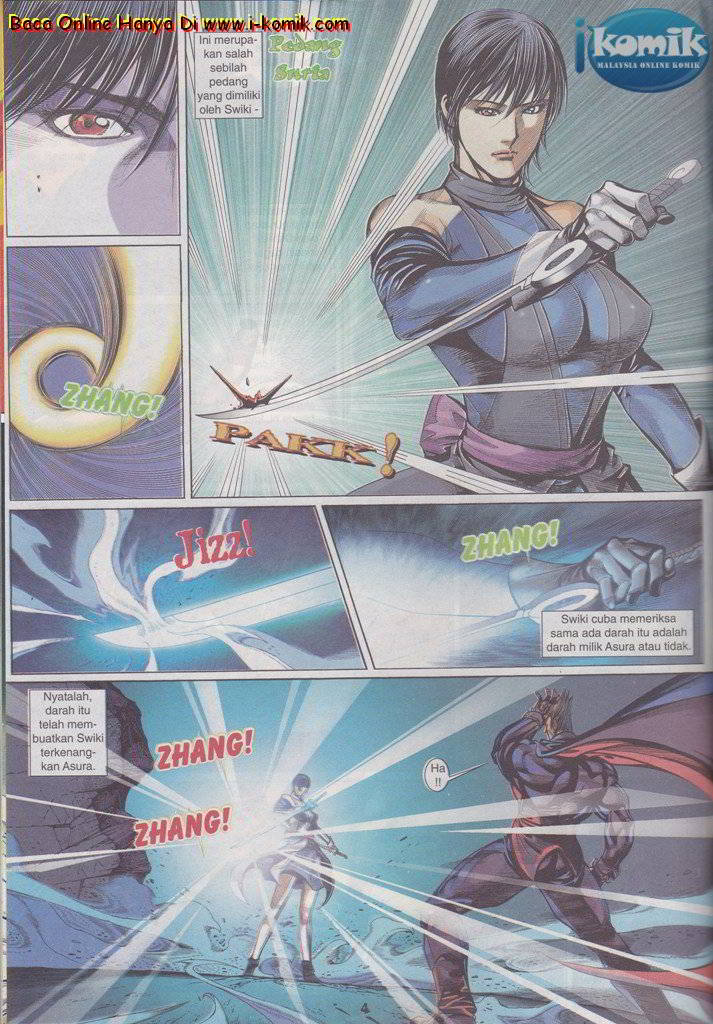 Baca Online Hanya Di www.i-komik.com
ikomik
MALAYSIA ONLINE KOMIK
Ini merupa-
kan salah
sebilah
pedang
yang dimiliki
oleh Swiki -
Pedang
Suria
ZHANG!
PAKK!
Jizz!
ZHANG!
Swiki cuba memeriksa
sama ada darah itu adalah
darah milik Asura atau tidak.
Nyatalah,
darah itu
telah mem-
buatkan Swiki
terkenang-
kan Asura.
ZHANG!
ZHANG!
Ha
!!
4